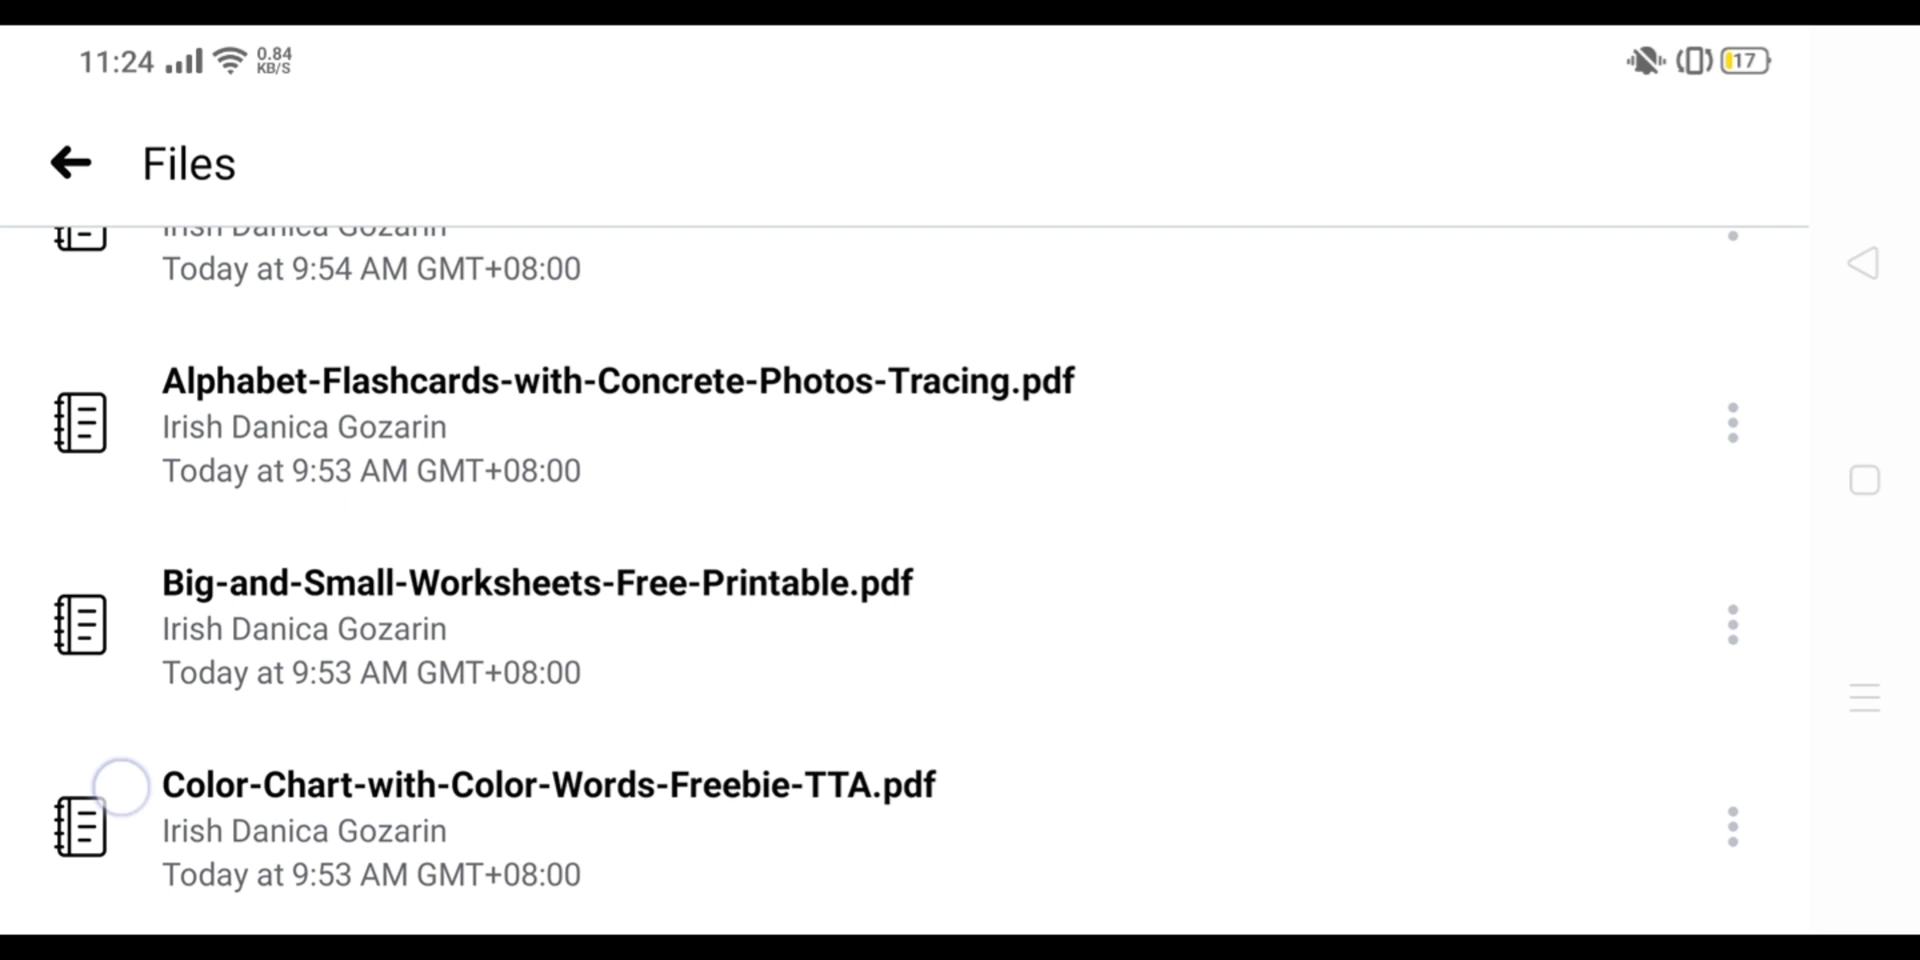 11:24 0.84 KB/S 17
Files
Irish Danica Gozarin
Today at 9:54 AM GMT+08:00
Alphabet-Flashcards-with-Concrete-Photos-Tracing.pdf
Irish Danica Gozarin
Today at 9:53 AM GMT+08:00
Big-and-Small-Worksheets-Free-Printable.pdf
Irish Danica Gozarin
Today at 9:53 AM GMT+08:00
Color-Chart-with-Color-Words-Freebie-TTA.pdf
Irish Danica Gozarin
Today at 9:53 AM GMT+08:00